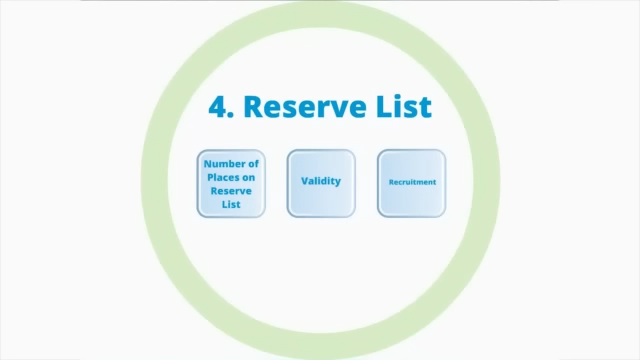 4. Reserve List
Number of
Places on
Reserve
List
Validity
Recruitment